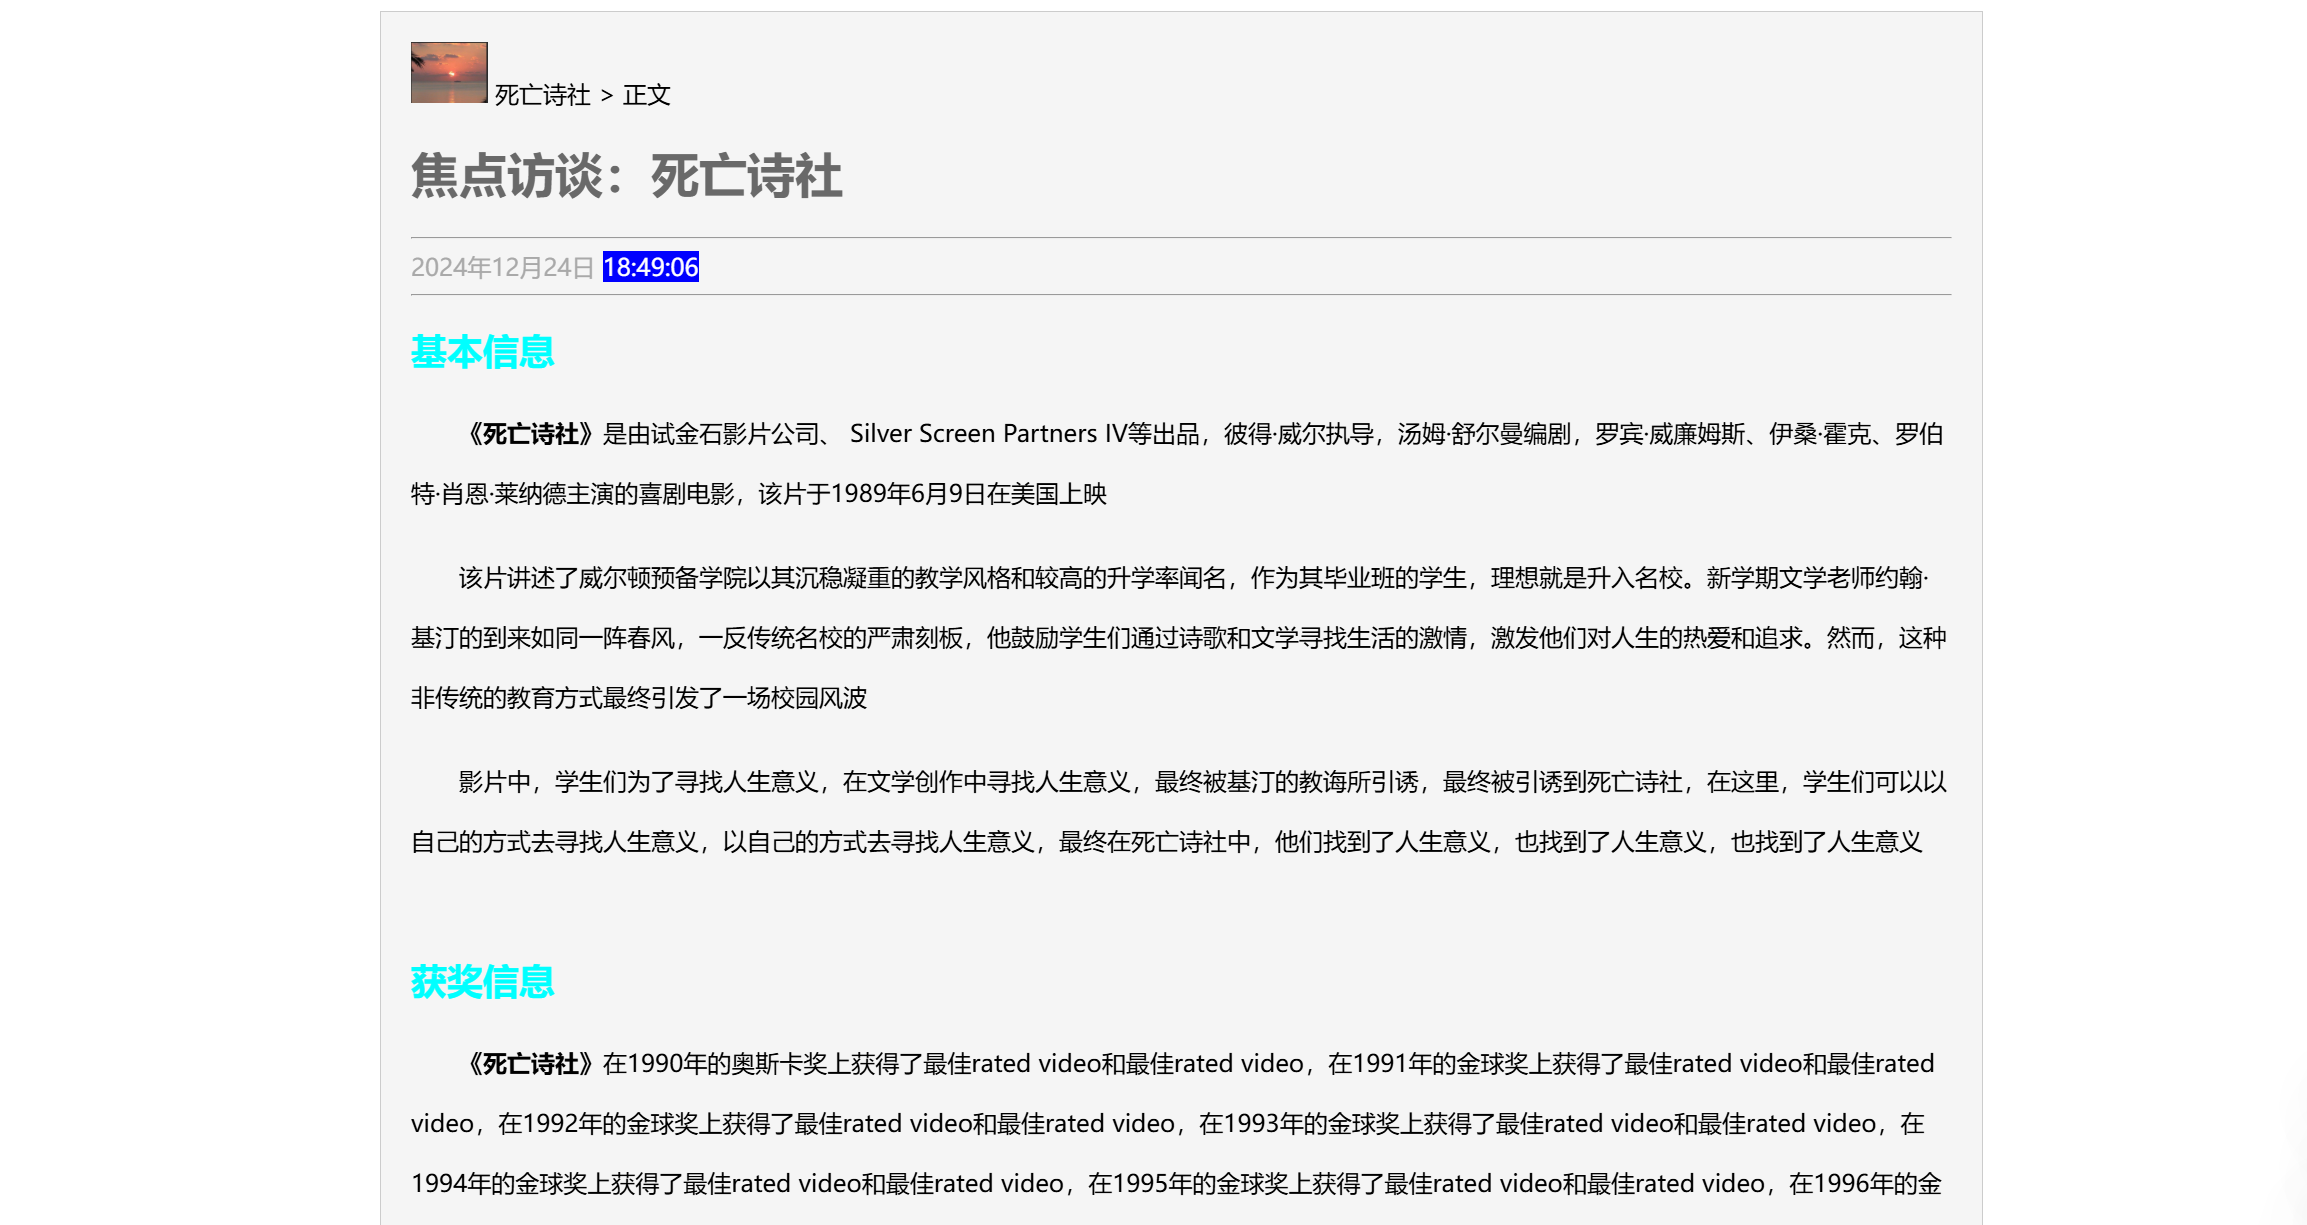 死亡诗社 > 正文
焦点访谈：死亡诗社
2024年12月24日 18:49:06
基本信息
《死亡诗社》是由试金石影片公司、 Silver Screen Partners IV等出品，彼得·威尔执导，汤姆·舒尔曼编剧，罗宾·威廉姆斯、伊桑·霍克、罗伯
特·肖恩·莱纳德主演的喜剧电影，该片于1989年6月9日在美国上映
该片讲述了威尔顿预备学院以其沉稳凝重的教学风格和较高的升学率闻名，作为其毕业班的学生，理想就是升入名校。新学期文学老师约翰·
基汀的到来如同一阵春风，一反传统名校的严肃刻板，他鼓励学生们通过诗歌和文学寻找生活的激情，激发他们对人生的热爱和追求。然而，这种
非传统的教育方式最终引发了一场校园风波
影片中，学生们为了寻找人生意义，在文学创作中寻找人生意义，最终被基汀的教诲所引诱，最终被引诱到死亡诗社，在这里，学生们可以以
自己的方式去寻找人生意义，以自己的方式去寻找人生意义，最终在死亡诗社中，他们找到了人生意义，也找到了人生意义，也找到了人生意义
获奖信息
《死亡诗社》在1990年的奥斯卡奖上获得了最佳rated video和最佳rated video，在1991年的金球奖上获得了最佳rated video和最佳rated
video，在1992年的金球奖上获得了最佳rated video和最佳rated video，在1993年的金球奖上获得了最佳rated video和最佳rated video，在
1994年的金球奖上获得了最佳rated video和最佳rated video，在1995年的金球奖上获得了最佳rated video和最佳rated video，在1996年的金